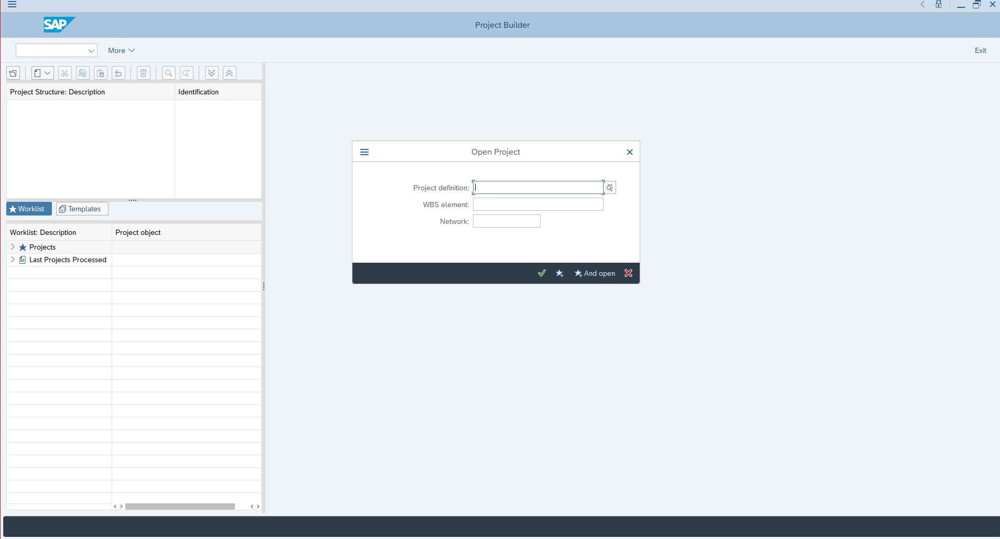 SAP
Project Builder
More
Exit
Project Structure: Description
Identification
Open Project
Project definition:
WBS element:
Network:
And open
Worklist
Templates
Worklist: Description
Project object
Projects
Last Projects Processed